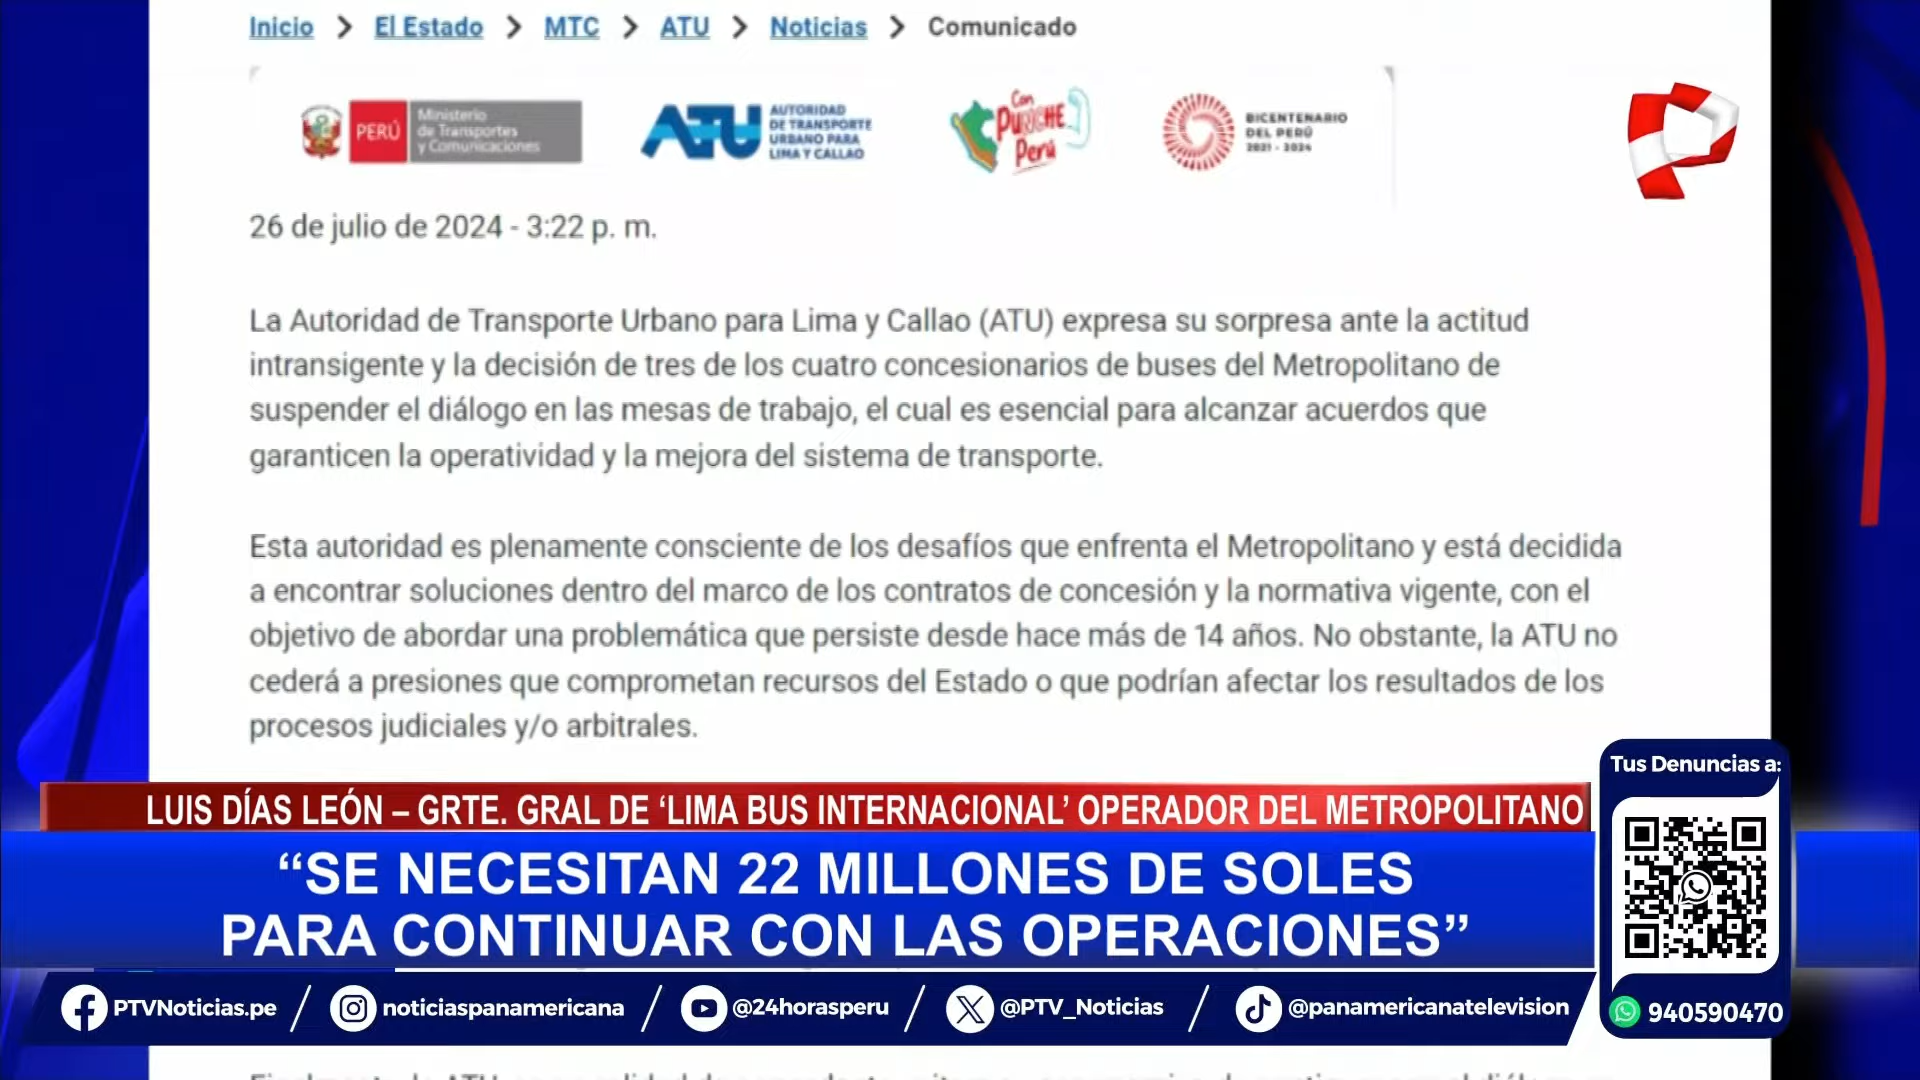 Inicio > El Estado > MTC > ATU > Noticias > Comunicado
PERÚ
Ministerio
de Transportes
y Comunicaciones
ATU
AUTORIDAD
DE TRANSPORTE
URBANO PARA
LIMA Y CALLAO
Con
PUNCHE
Perú
BICENTENARIO
DEL PERÚ
2021 - 2024
26 de julio de 2024 - 3:22 p. m.
La Autoridad de Transporte Urbano para Lima y Callao (ATU) expresa su sorpresa ante la actitud
intransigente y la decisión de tres de los cuatro concesionarios de buses del Metropolitano de
suspender el diálogo en las mesas de trabajo, el cual es esencial para alcanzar acuerdos que
garanticen la operatividad y la mejora del sistema de transporte.
Esta autoridad es plenamente consciente de los desafíos que enfrenta el Metropolitano y está decidida
a encontrar soluciones dentro del marco de los contratos de concesión y la normativa vigente, con el
objetivo de abordar una problemática que persiste desde hace más de 14 años. No obstante, la ATU no
cederá a presiones que comprometan recursos del Estado o que podrían afectar los resultados de los
procesos judiciales y/o arbitrales.
LUIS DÍAS LEÓN – GRTE. GRAL DE ‘LIMA BUS INTERNACIONAL’ OPERADOR DEL METROPOLITANO
“SE NECESITAN 22 MILLONES DE SOLES
PARA CONTINUAR CON LAS OPERACIONES”
Tus Denuncias a:
940590470
PTVNoticias.pe / noticiaspanamericana / @24horasperu / @PTV_Noticias / @panamericanatelevision